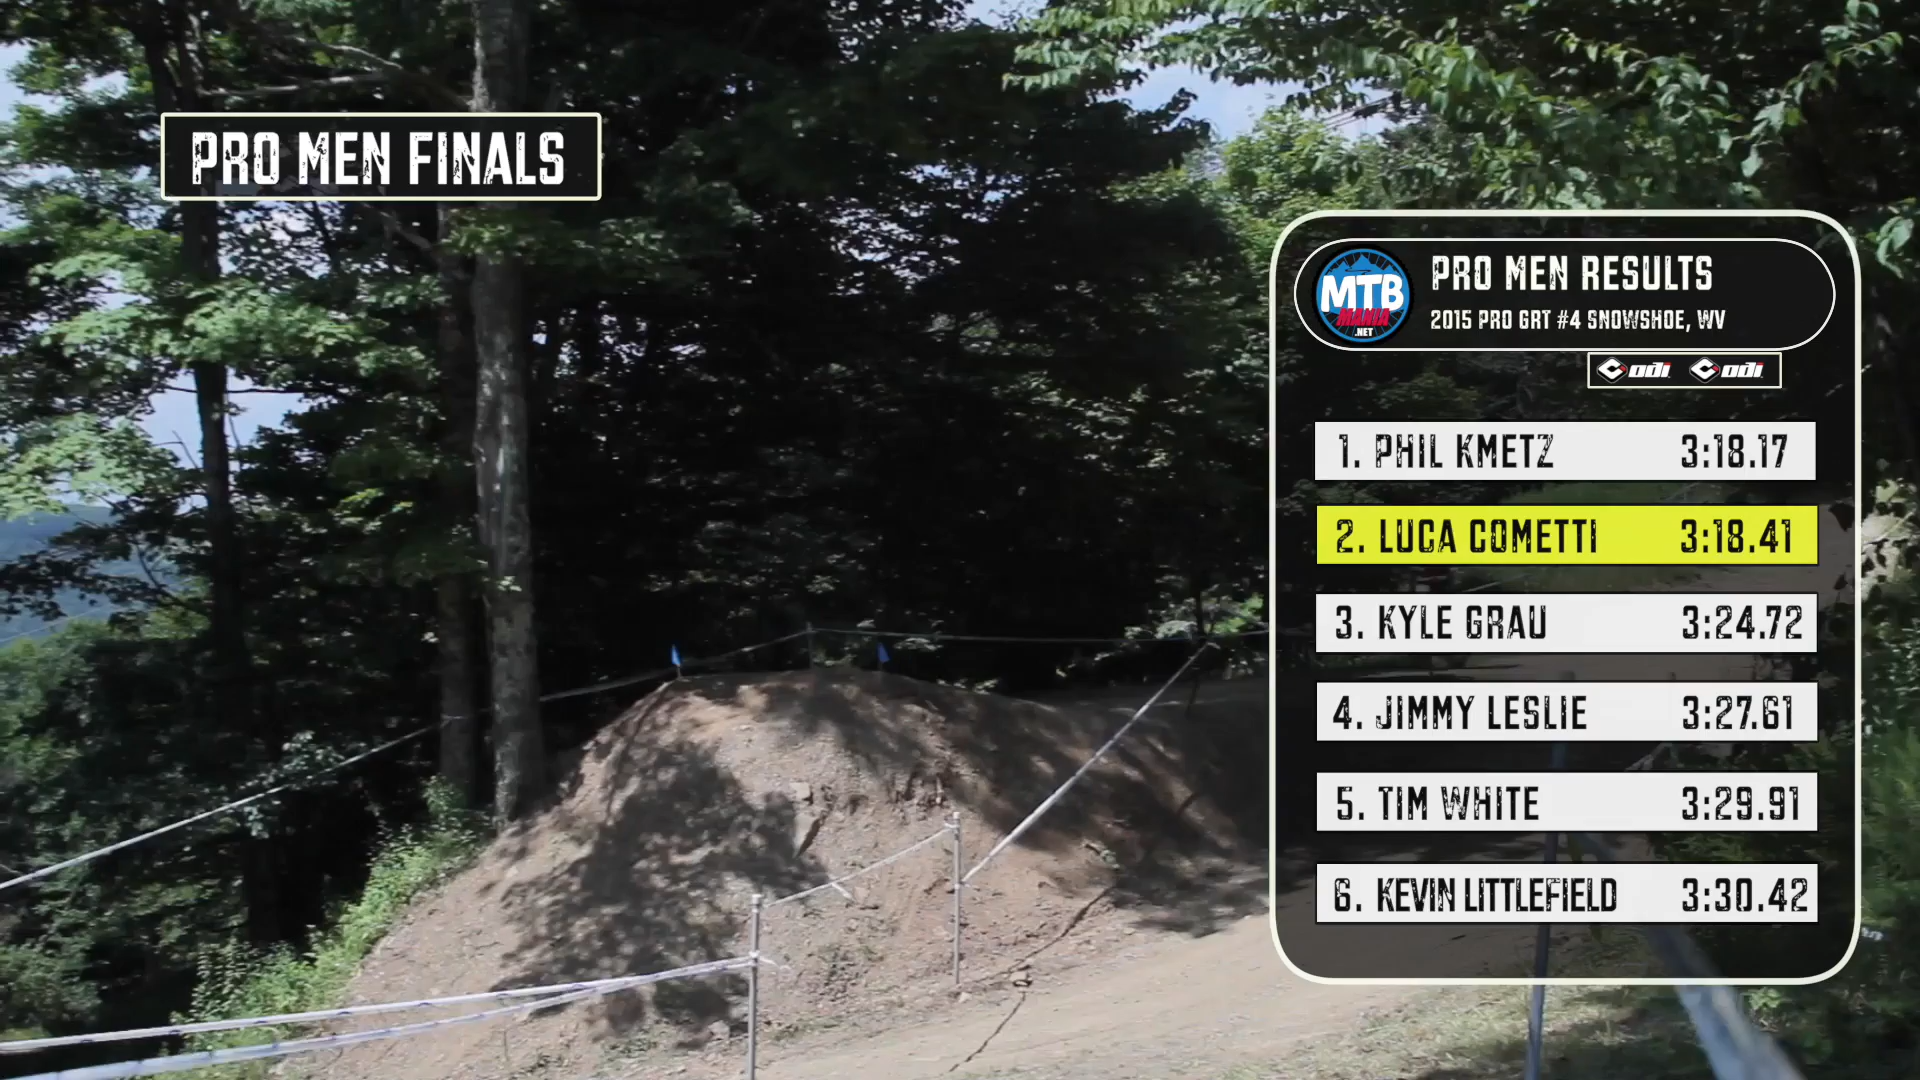 PRO MEN FINALS
MTB
MANIA
.NET
PRO MEN RESULTS
2015 PRO GRT #4 SNOWSHOE, WV
ODI ODI
1. PHIL KMETZ 3:18.17
2. LUCA COMETTI 3:18.41
3. KYLE GRAU 3:24.72
4. JIMMY LESLIE 3:27.61
5. TIM WHITE 3:29.91
6. KEVIN LITTLEFIELD 3:30.42